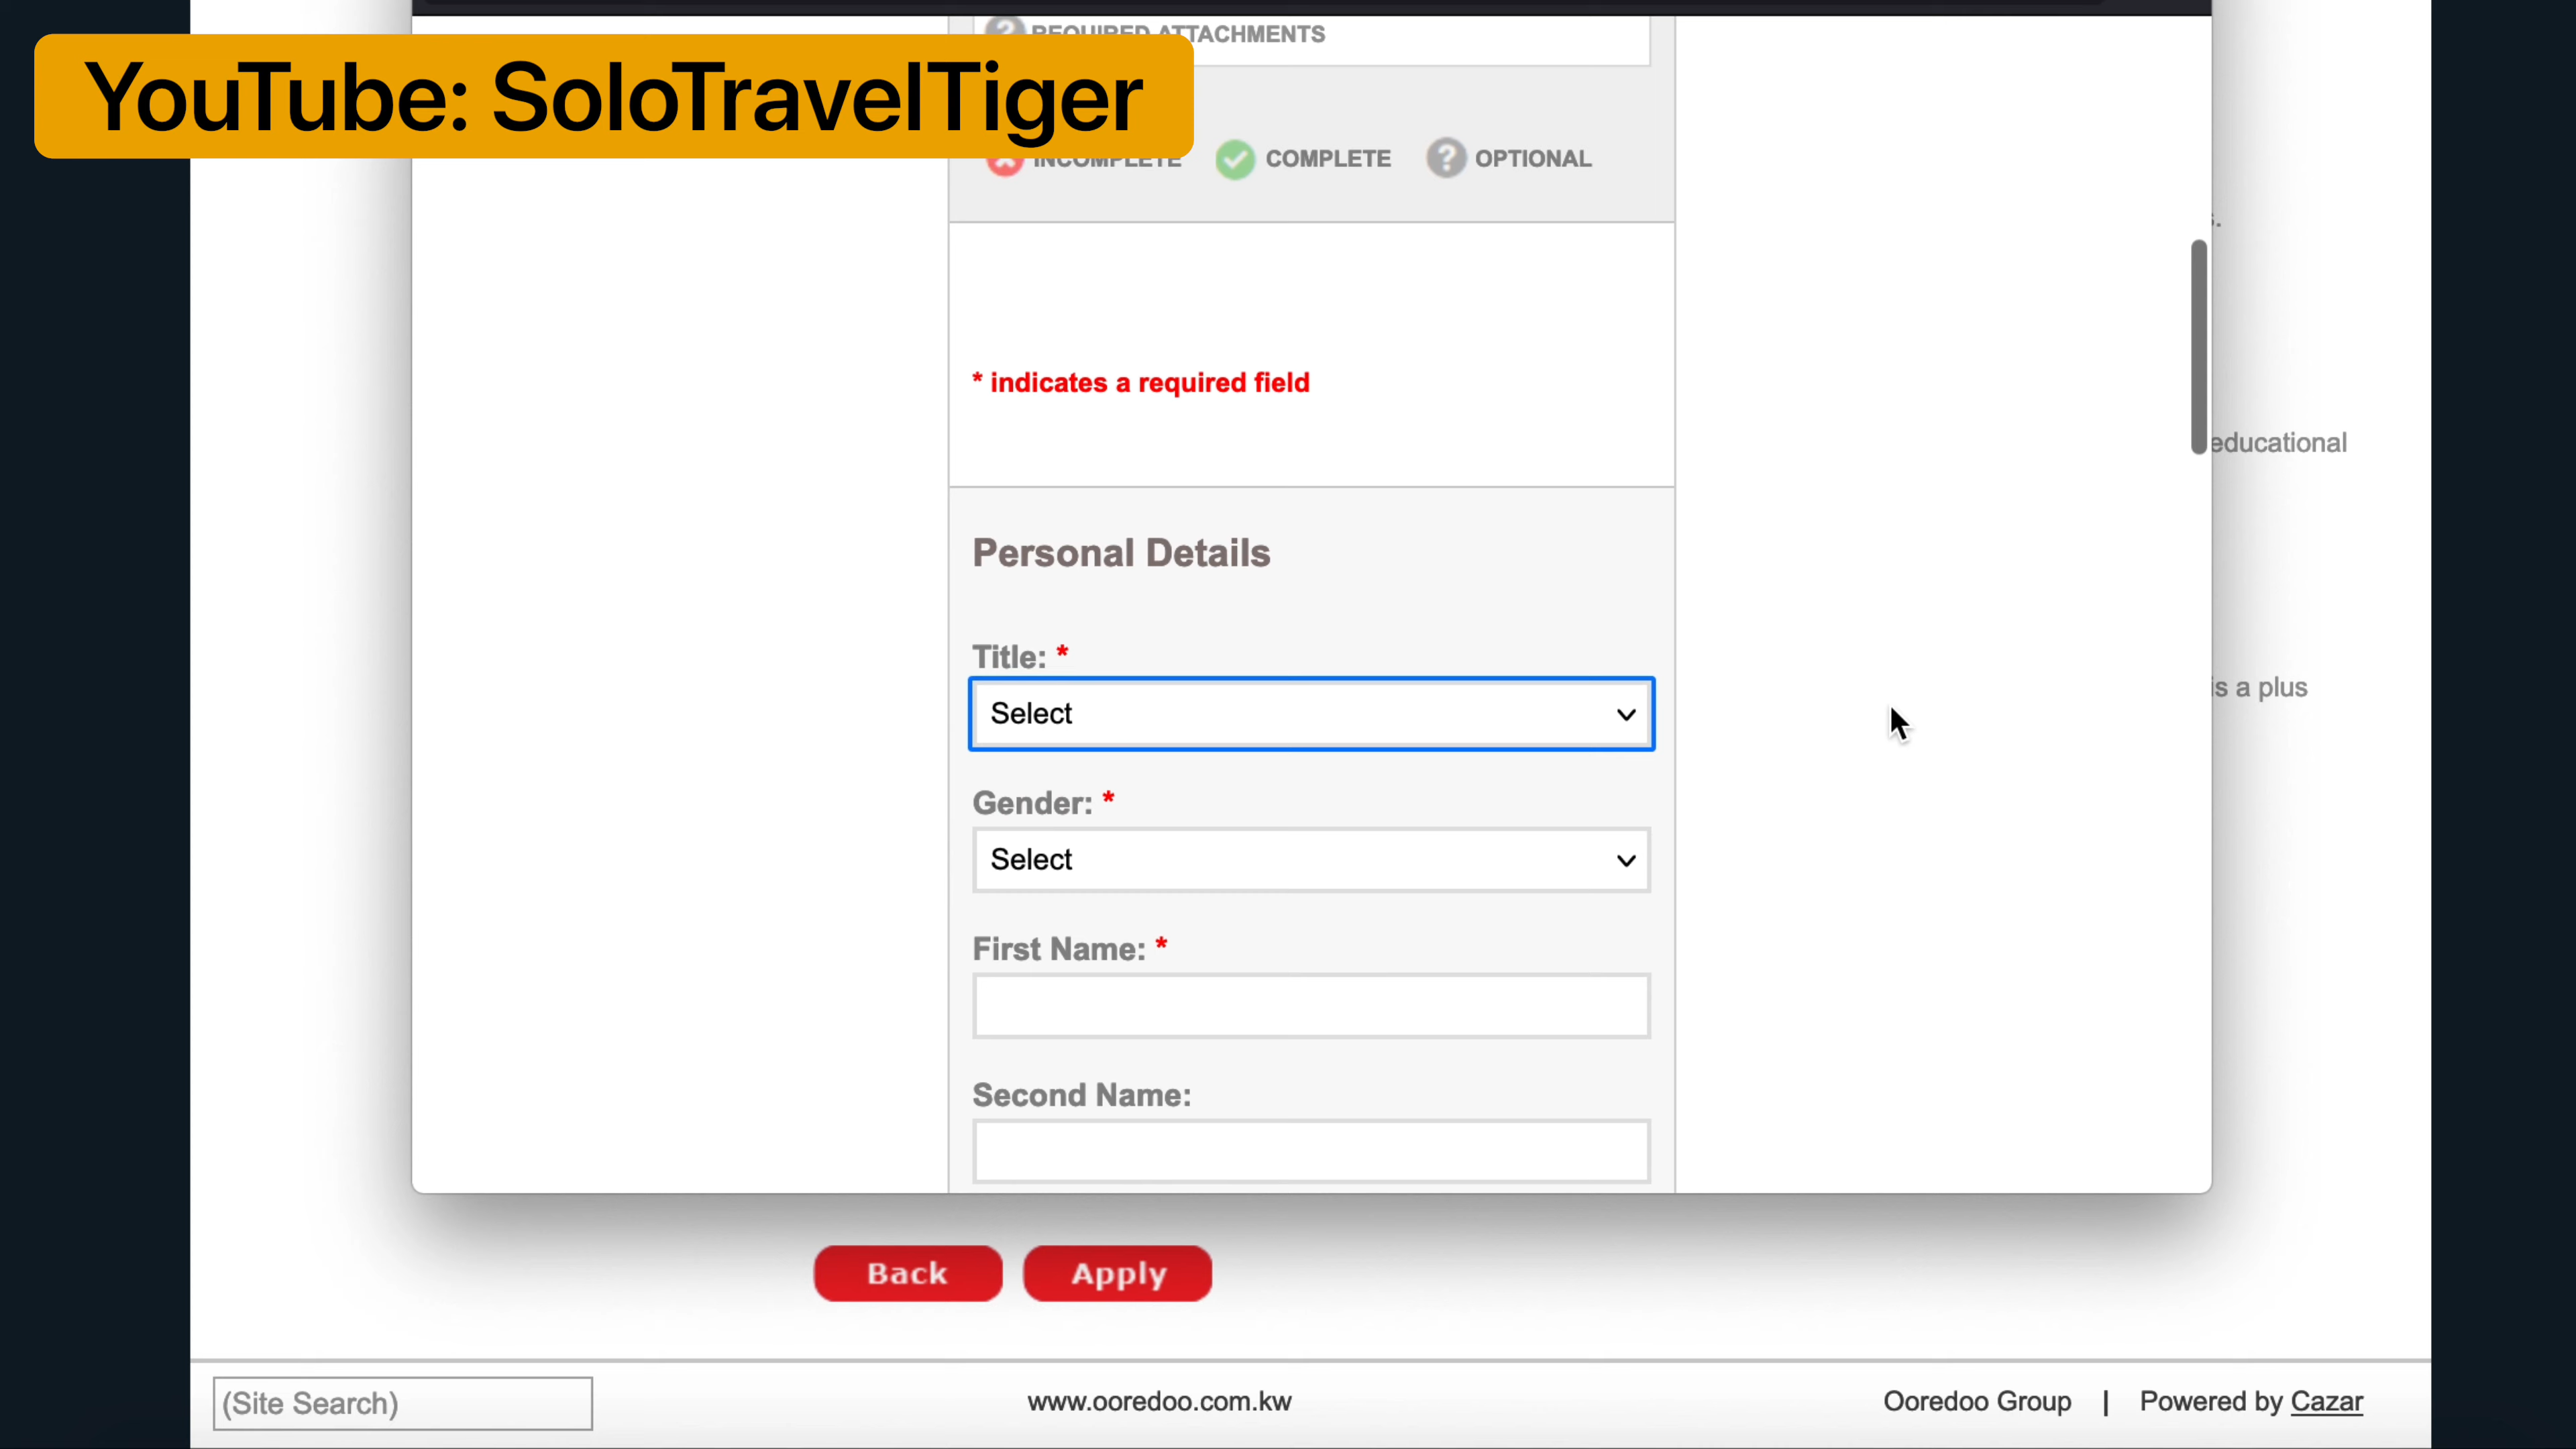 YouTube: SoloTravelTiger
REQUIRED ATTACHMENTS
INCOMPLETE
COMPLETE
OPTIONAL
* indicates a required field
educational
Personal Details
Title: *
Select
is a plus
Gender: *
Select
First Name: *
Second Name:
Back
Apply
(Site Search)
www.ooredoo.com.kw
Ooredoo Group | Powered by Cazar